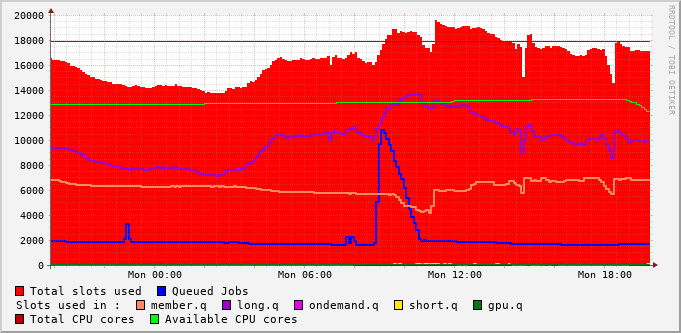 20000
18000
16000
14000
12000
10000
8000
6000
4000
2000
0
Mon 00:00 Mon 06:00 Mon 12:00 Mon 18:00
RRDTOOL / TOBI OETIKER
Total slots used Queued Jobs
Slots used in : member.q long.q ondemand.q short.q gpu.q
Total CPU cores Available CPU cores